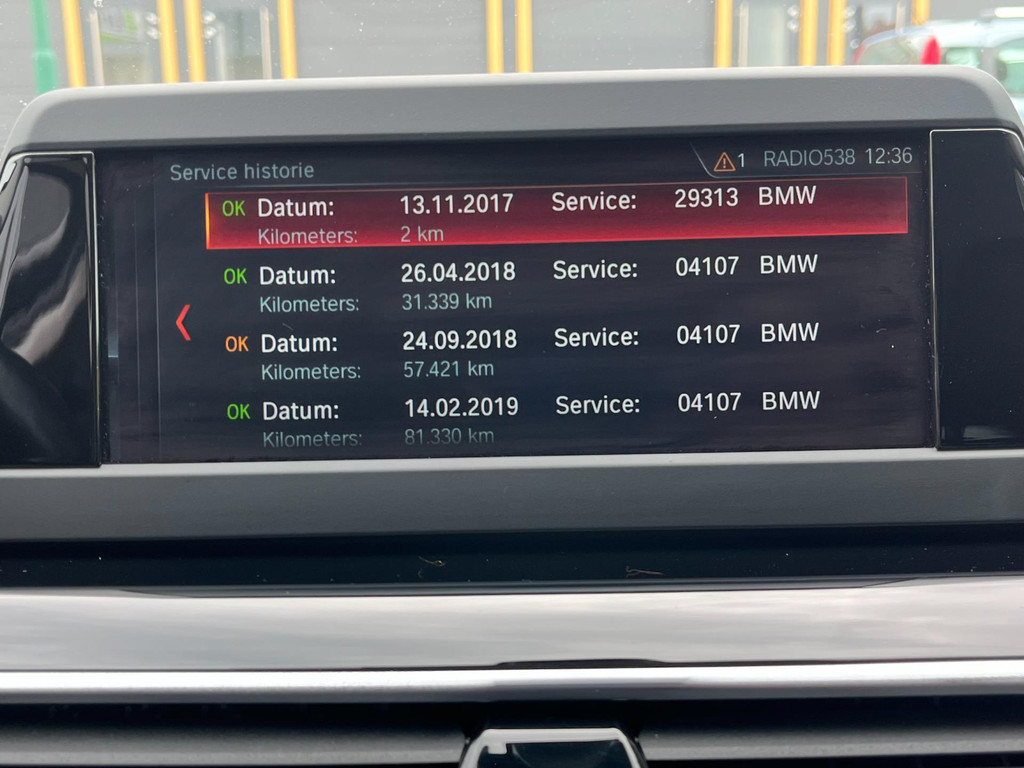 Service historie 1 RADIO538 12:36
OK Datum: 13.11.2017 Service: 29313 BMW
Kilometers: 2 km
OK Datum: 26.04.2018 Service: 04107 BMW
Kilometers: 31.339 km
OK Datum: 24.09.2018 Service: 04107 BMW
Kilometers: 57.421 km
OK Datum: 14.02.2019 Service: 04107 BMW
Kilometers: 81.330 km